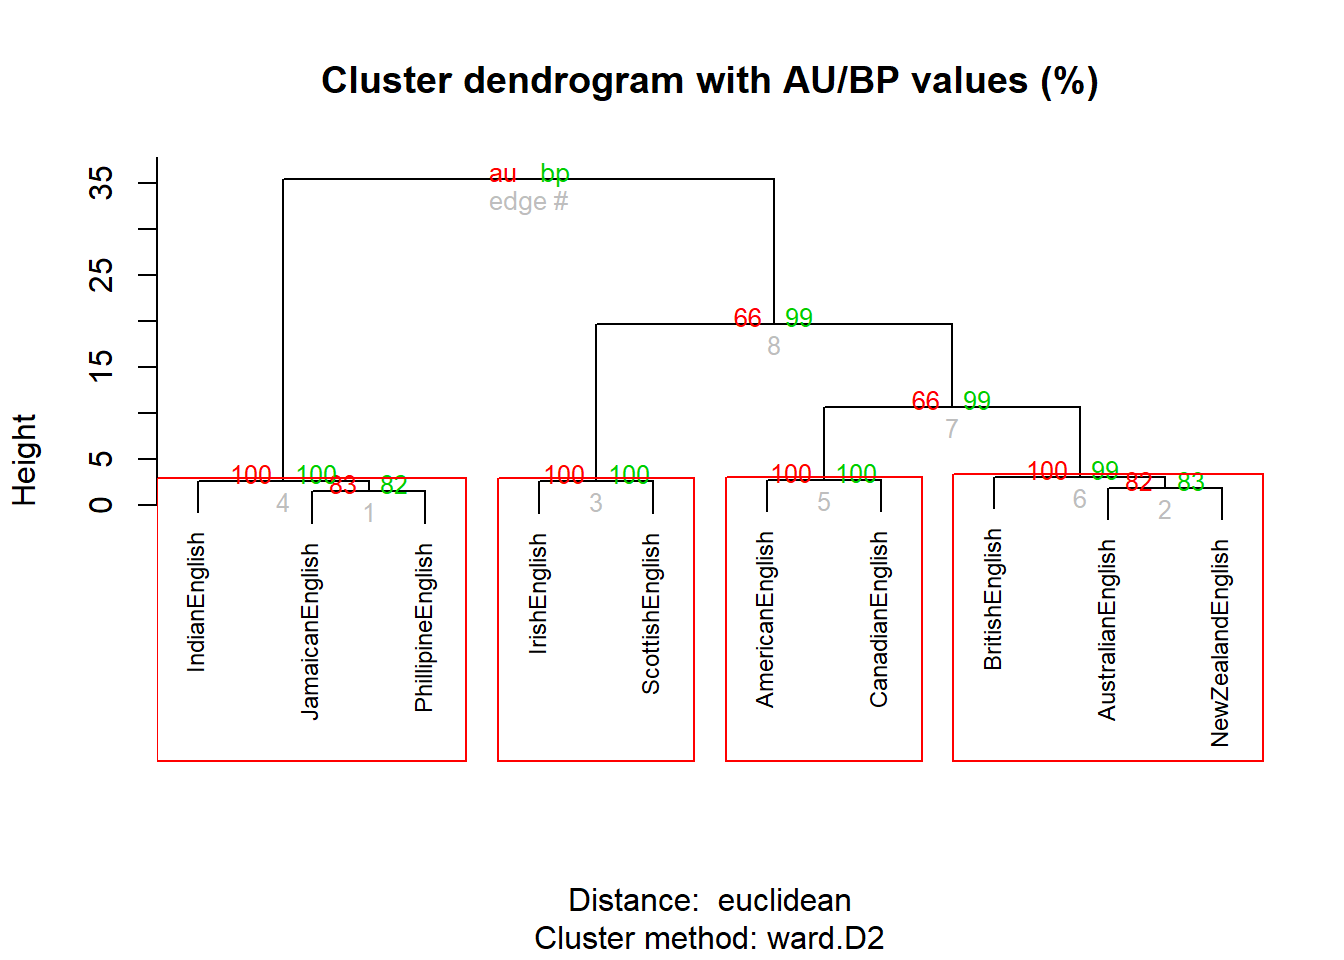 Cluster dendrogram with AU/BP values (%)
Height
35
25
15
5
0
au bp
edge #
66 99
8
66 99
7
100 100
4
83 82
1
100 100
3
100 100
5
100 99
6
82 83
2
IndianEnglish
JamaicanEnglish
PhillipineEnglish
IrishEnglish
ScottishEnglish
AmericanEnglish
CanadianEnglish
BritishEnglish
AustralianEnglish
NewZealandEnglish
Distance: euclidean
Cluster method: ward.D2